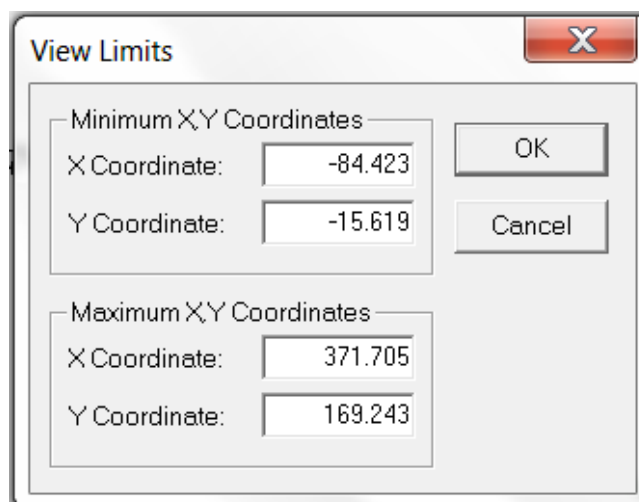 View Limits
Minimum X,Y Coordinates
X Coordinate: -84.423
Y Coordinate: -15.619
OK
Cancel
Maximum X,Y Coordinates
X Coordinate: 371.705
Y Coordinate: 169.243